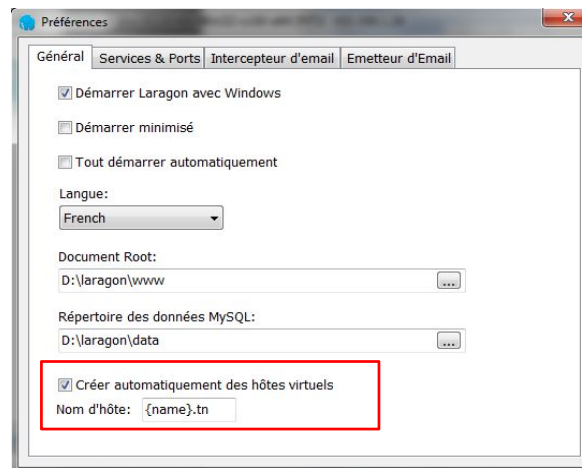 Préférences
Général Services & Ports Intercepteur d'email Emetteur d'Email
Démarrer Laragon avec Windows
Démarrer minimisé
Tout démarrer automatiquement
Langue:
French
Document Root:
D:\laragon\www
...
Répertoire des données MySQL:
D:\laragon\data
...
Créer automatiquement des hôtes virtuels
Nom d'hôte: {name}.tn